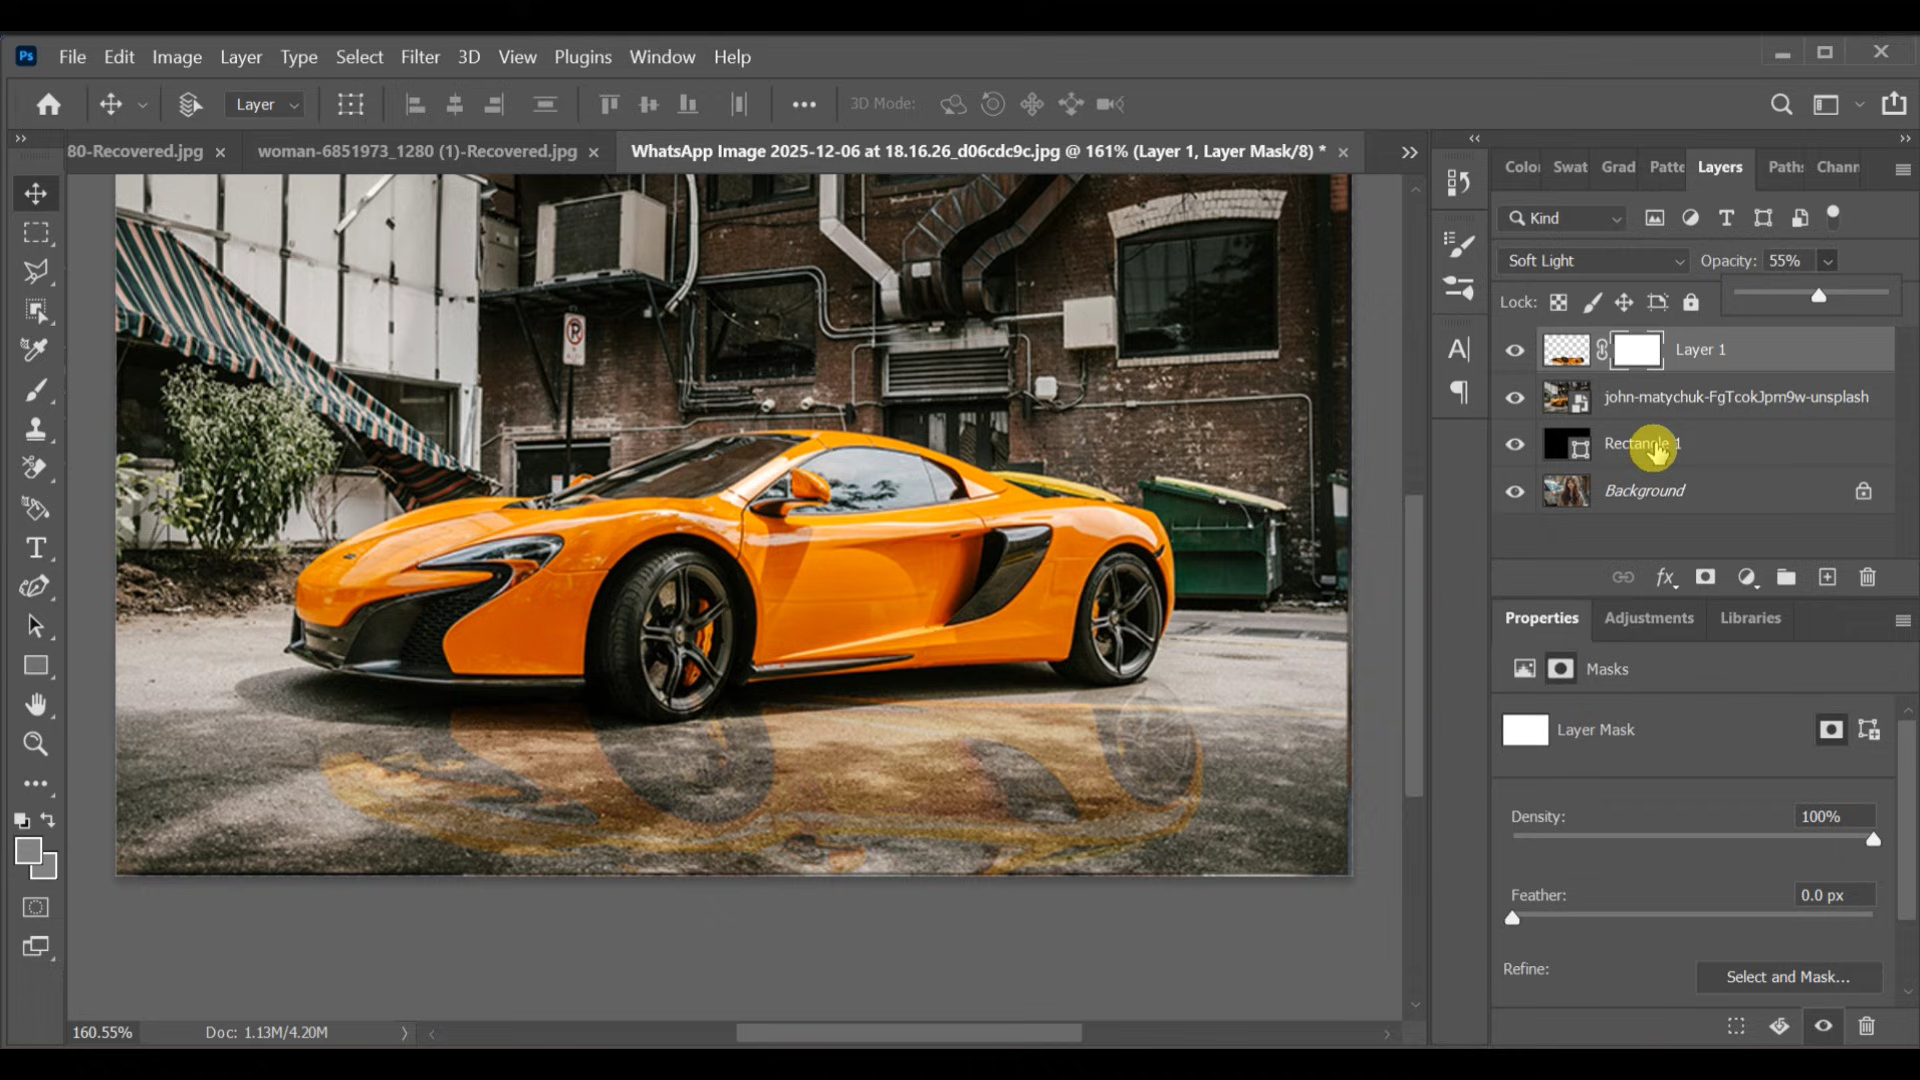 Ps File Edit Image Layer Type Select Filter 3D View Plugins Window Help
Layer 3D Mode:
80-Recovered.jpg × woman-6851973_1280 (1)-Recovered.jpg × WhatsApp Image 2025-12-06 at 18.16.26_d06cdc9c.jpg @ 161% (Layer 1, Layer Mask/8) * ×
Color Swat Grad Patte Layers Paths Chann
Kind
Soft Light Opacity: 55%
Lock:
Layer 1
john-matychuk-FgTcokJpm9w-unsplash
Rectangle 1
Background
fx
Properties Adjustments Libraries
Masks
Layer Mask
Density: 100%
Feather: 0.0 px
Refine: Select and Mask...
160.55% Doc: 1.13M/4.20M